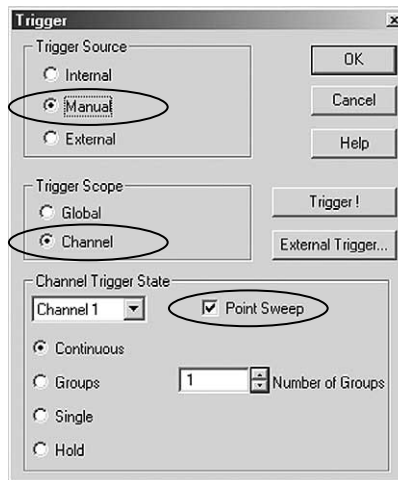 Trigger
Trigger Source
Internal
Manual
External
OK
Cancel
Help
Trigger Scope
Global
Channel
Trigger !
External Trigger...
Channel Trigger State
Channel 1
Point Sweep
Continuous
Groups
1
Number of Groups
Single
Hold